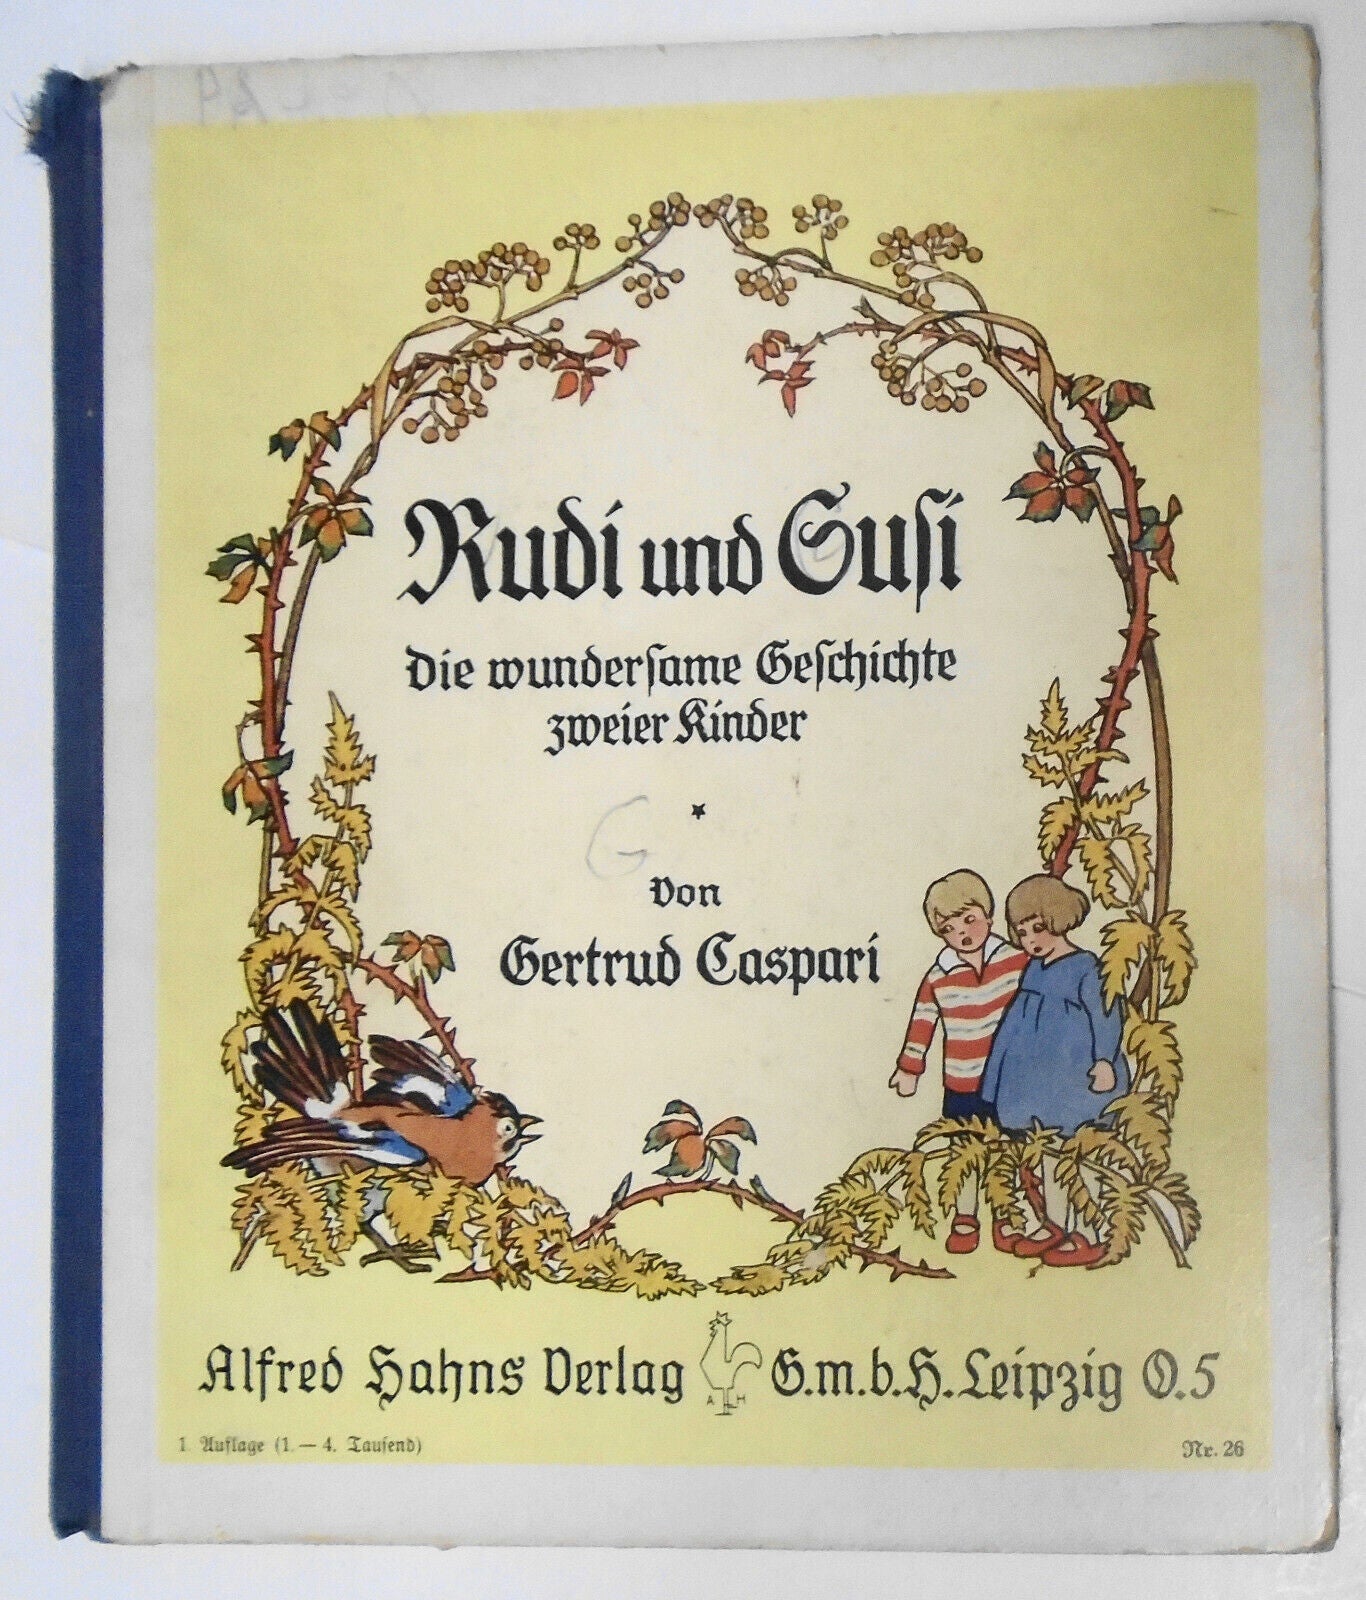 Rudi und Susi
die wundersame Geschichte
zweier Kinder
*
von
Gertrud Caspari
Alfred Hahns Verlag A H G.m.b.H. Leipzig O.5
1. Auflage (1. — 4. Tausend) Nr. 26
G